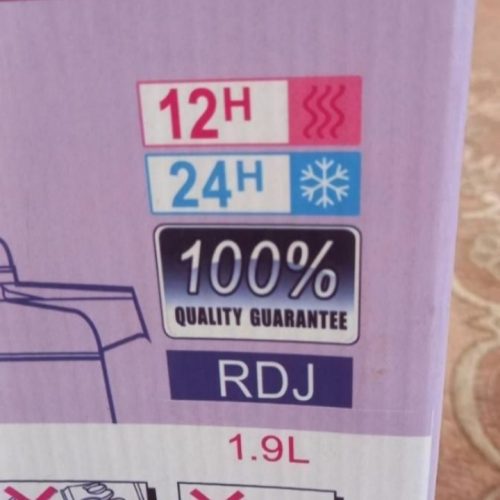 12H
24H
100%
QUALITY GUARANTEE
RDJ
1.9L